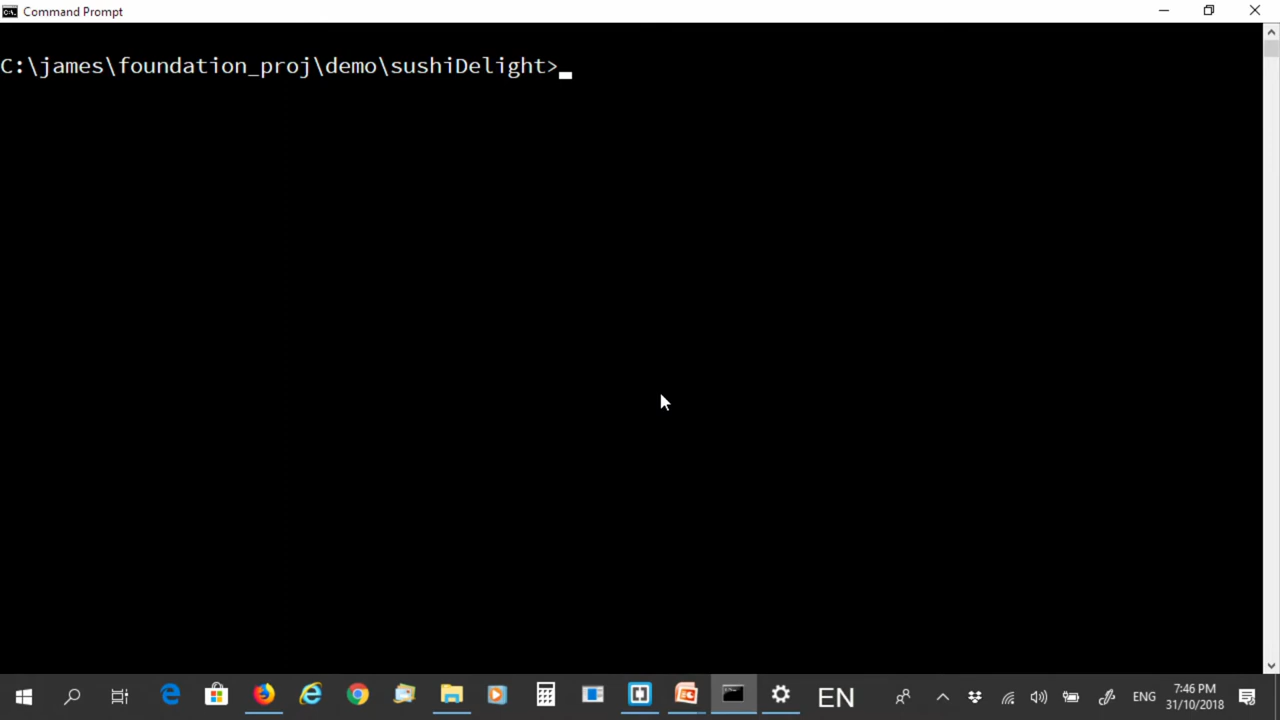 Command Prompt
C:\james\foundation_proj\demo\sushiDelight>
EN
ENG
7:46 PM
31/10/2018